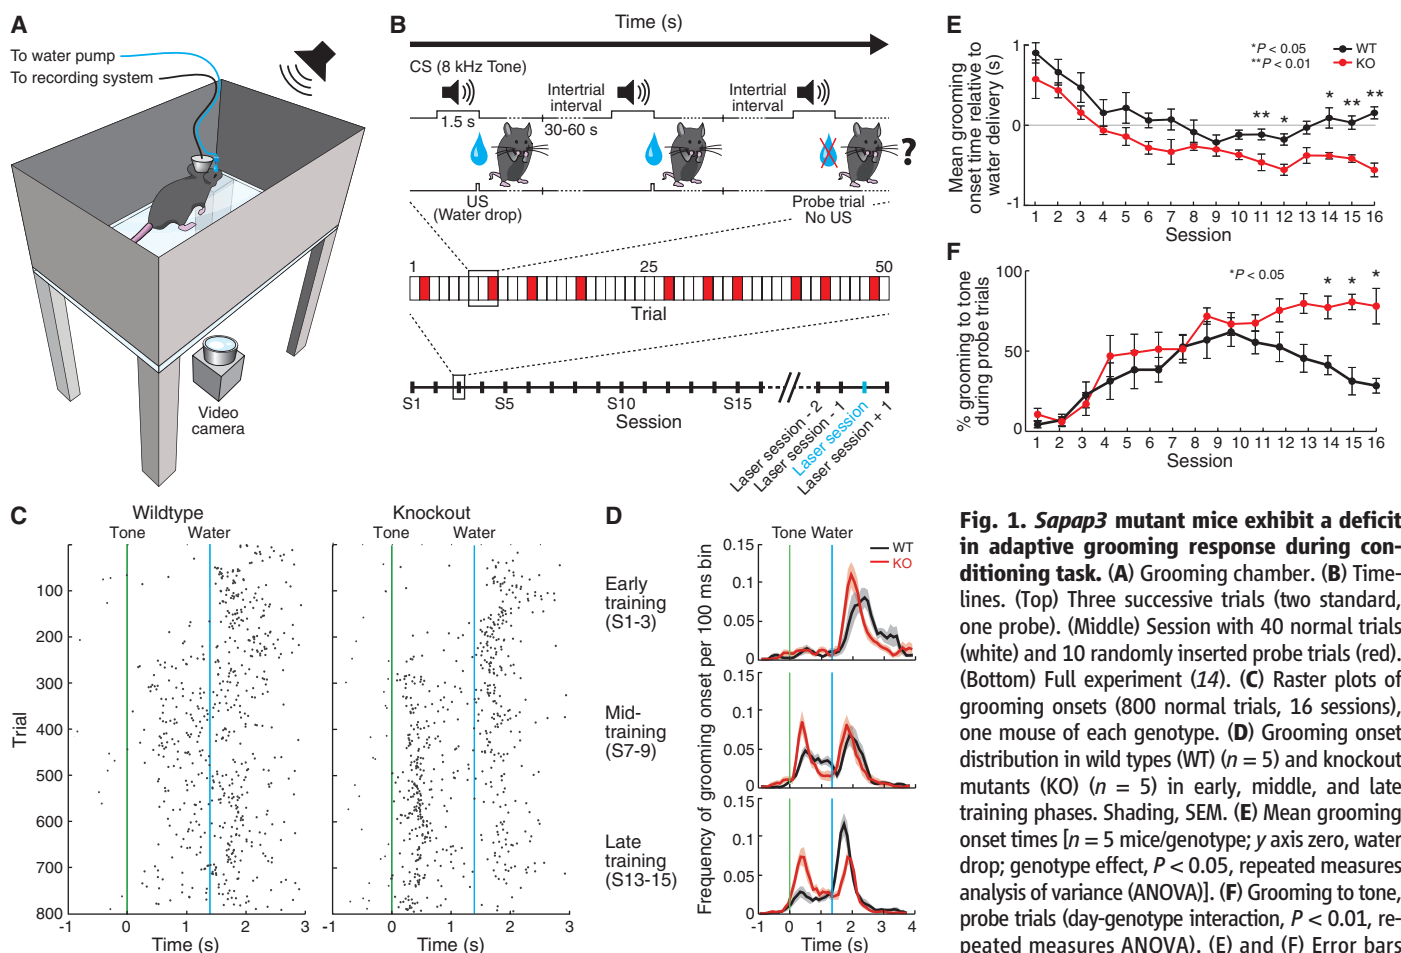 A
To water pump
To recording system
Video
camera
B
Time (s)
CS (8 kHz Tone)
Intertrial
interval
Intertrial
interval
1.5 s
30-60 s
?
US
(Water drop)
Probe trial
No US
1
25
50
Trial
S1
S5
S10
S15
Session
Laser session - 2
Laser session - 1
Laser session
Laser session + 1
C
Wildtype
Knockout
Tone
Water
Tone
Water
Trial
100
200
300
400
500
600
700
800
-1
0
1
2
3
Time (s)
-1
0
1
2
3
Time (s)
D
Tone Water
Frequency of grooming onset per 100 ms bin
Early
training
(S1-3)
0.15
0.1
0.05
0
WT
KO
Mid-
training
(S7-9)
0.15
0.1
0.05
0
Late
training
(S13-15)
0.15
0.1
0.05
0
-1 0 1 2 3 4
Time (s)
E
Mean grooming
onset time relative to
water delivery (s)
1
0
-1
*P < 0.05
**P < 0.01
WT
KO
** * * ** **
1 2 3 4 5 6 7 8 9 10 11 12 13 14 15 16
Session
F
% grooming to tone
during probe trials
100
50
0
*P < 0.05
* * *
1 2 3 4 5 6 7 8 9 10 11 12 13 14 15 16
Session
Fig. 1. Sapap3 mutant mice exhibit a deficit
in adaptive grooming response during con-
ditioning task. (A) Grooming chamber. (B) Time-
lines. (Top) Three successive trials (two standard,
one probe). (Middle) Session with 40 normal trials
(white) and 10 randomly inserted probe trials (red).
(Bottom) Full experiment (14). (C) Raster plots of
grooming onsets (800 normal trials, 16 sessions),
one mouse of each genotype. (D) Grooming onset
distribution in wild types (WT) (n = 5) and knockout
mutants (KO) (n = 5) in early, middle, and late
training phases. Shading, SEM. (E) Mean grooming
onset times [n = 5 mice/genotype; y axis zero, water
drop; genotype effect, P < 0.05, repeated measures
analysis of variance (ANOVA)]. (F) Grooming to tone,
probe trials (day-genotype interaction, P < 0.01, re-
peated measures ANOVA). (E) and (F) Error bars